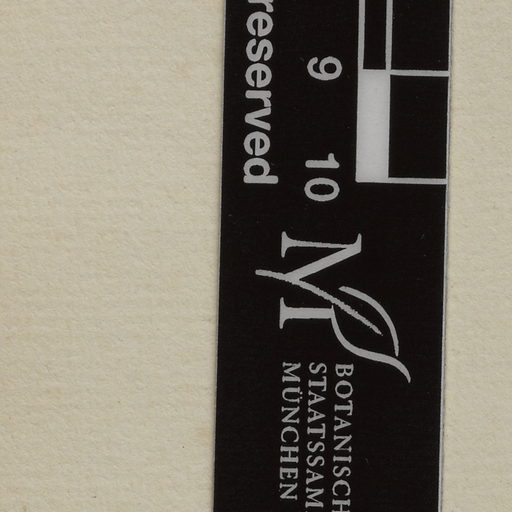 reserved
9 10
M
BOTANISCH
STAATSSAM
MÜNCHEN